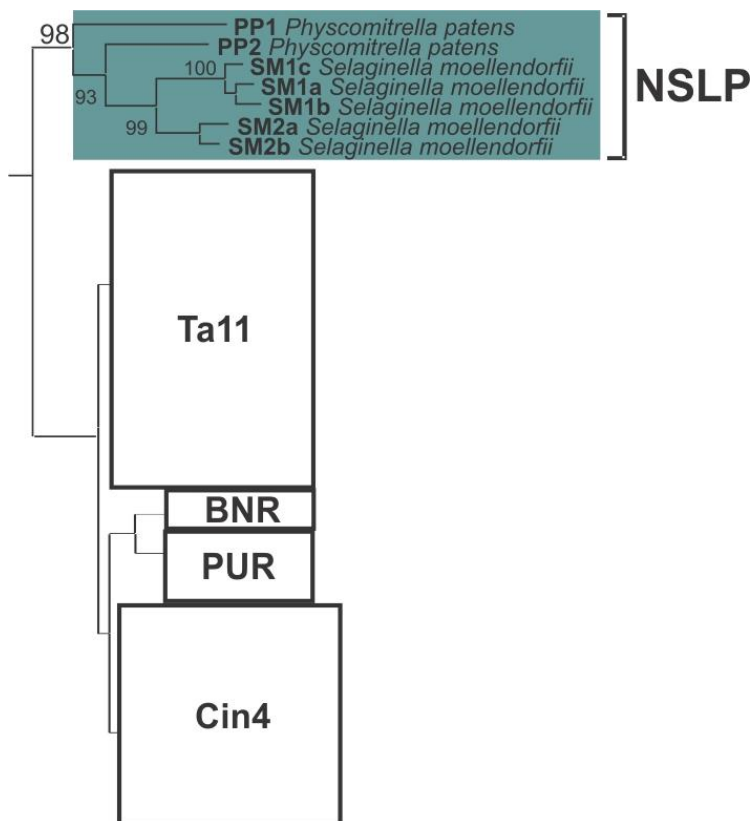 98
PP1 Physcomitrella patens
PP2 Physcomitrella patens
100
SM1c Selaginella moellendorfii
SM1a Selaginella moellendorfii
93
SM1b Selaginella moellendorfii
99
SM2a Selaginella moellendorfii
SM2b Selaginella moellendorfii
NSLP
Ta11
BNR
PUR
Cin4